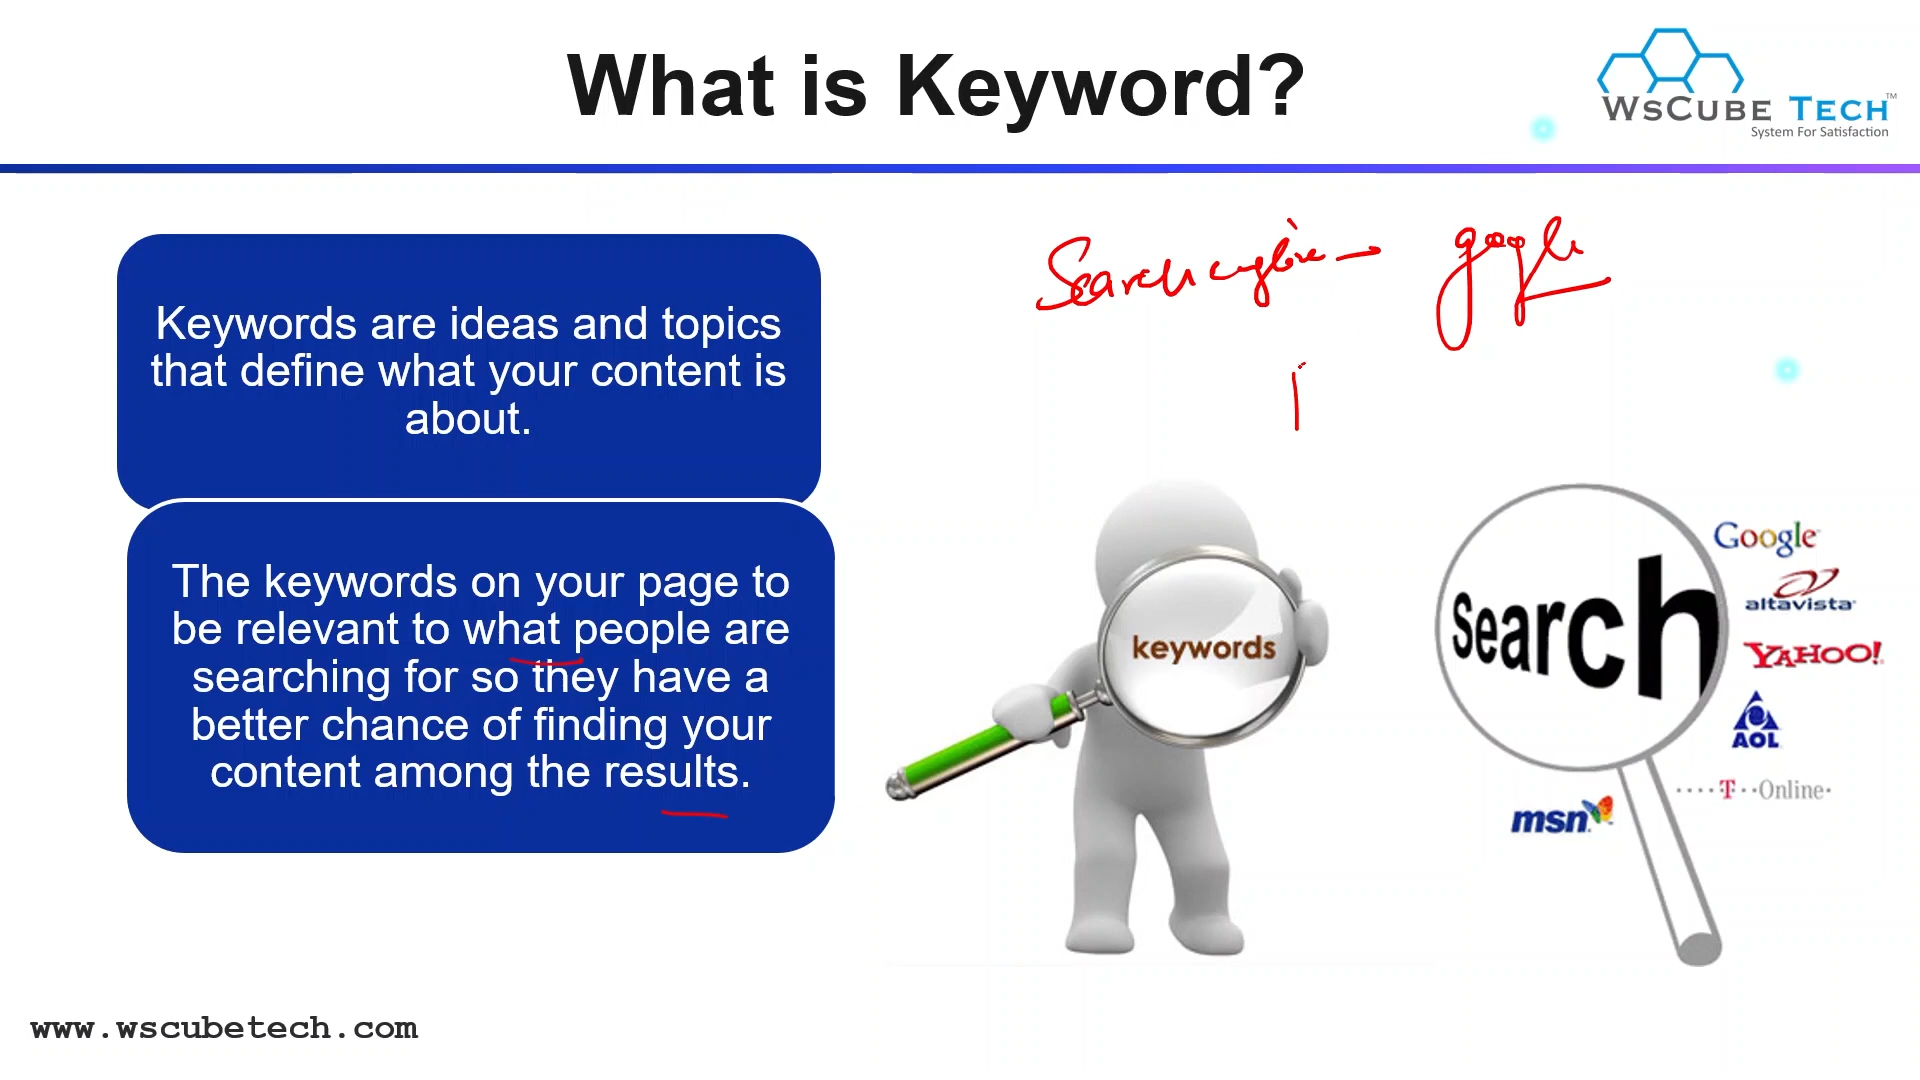 What is Keyword?
WSCUBE TECH™
System For Satisfaction
Search engine → google
Keywords are ideas and topics
that define what your content is
about.
The keywords on your page to
be relevant to what people are
searching for so they have a
better chance of finding your
content among the results.
keywords
Search
Google
altavista
YAHOO!
AOL
T··Online
msn
www.wscubetech.com